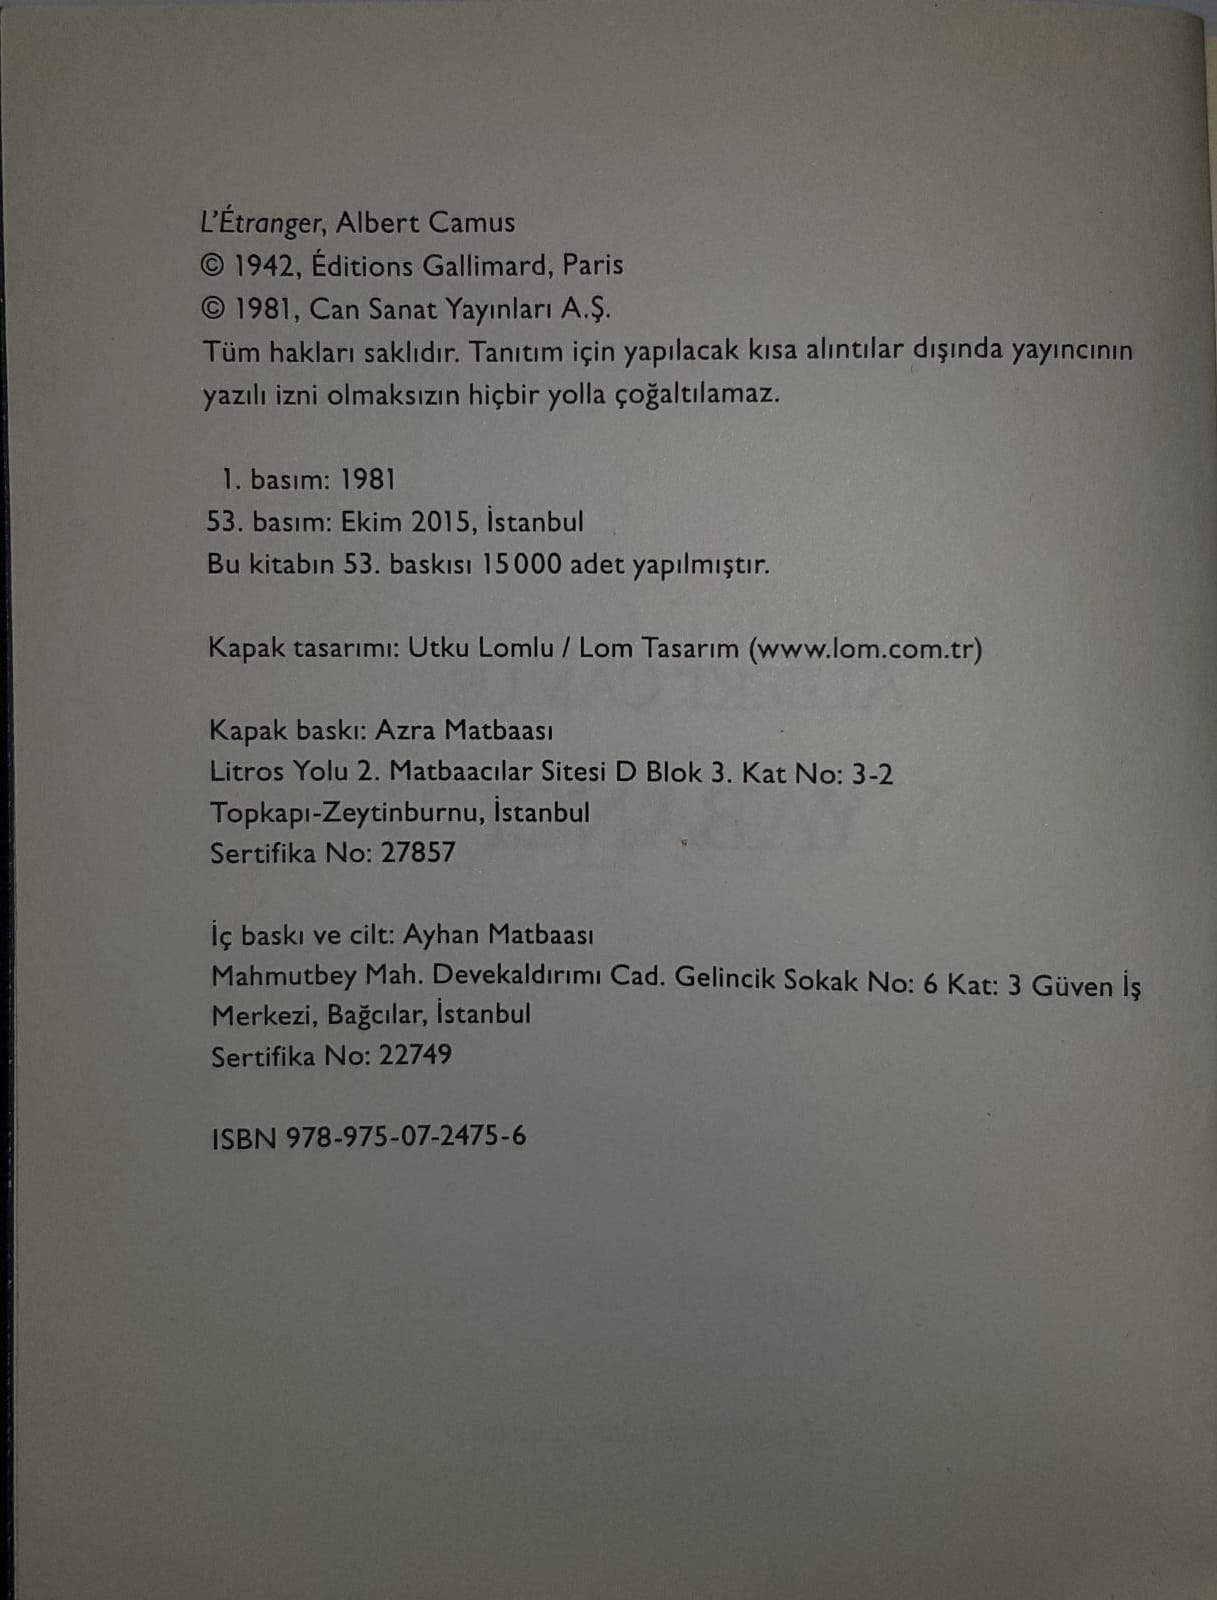 L'Étranger, Albert Camus
© 1942, Éditions Gallimard, Paris
© 1981, Can Sanat Yayınları A.Ş.
Tüm hakları saklıdır. Tanıtım için yapılacak kısa alıntılar dışında yayıncının
yazılı izni olmaksızın hiçbir yolla çoğaltılamaz.
1. basım: 1981
53. basım: Ekim 2015, İstanbul
Bu kitabın 53. baskısı 15 000 adet yapılmıştır.
Kapak tasarımı: Utku Lomlu / Lom Tasarım (www.lom.com.tr)
Kapak baskı: Azra Matbaası
Litros Yolu 2. Matbaacılar Sitesi D Blok 3. Kat No: 3-2
Topkapı-Zeytinburnu, İstanbul
Sertifika No: 27857
İç baskı ve cilt: Ayhan Matbaası
Mahmutbey Mah. Devekaldırımı Cad. Gelincik Sokak No: 6 Kat: 3 Güven İş
Merkezi, Bağcılar, İstanbul
Sertifika No: 22749
ISBN 978-975-07-2475-6